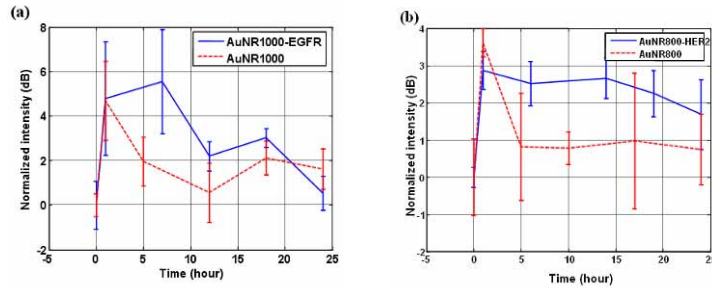 (a)
AuNR1000-EGFR
AuNR1000
Normalized intensity (dB)
8
6
4
2
0
-2
-5
0
5
10
15
20
25
Time (hour)
(b)
AuNR800-HER2
AuNR800
Normalized intensity (dB)
4
3
2
1
0
-1
-2
-5
0
5
10
15
20
25
Time (hour)